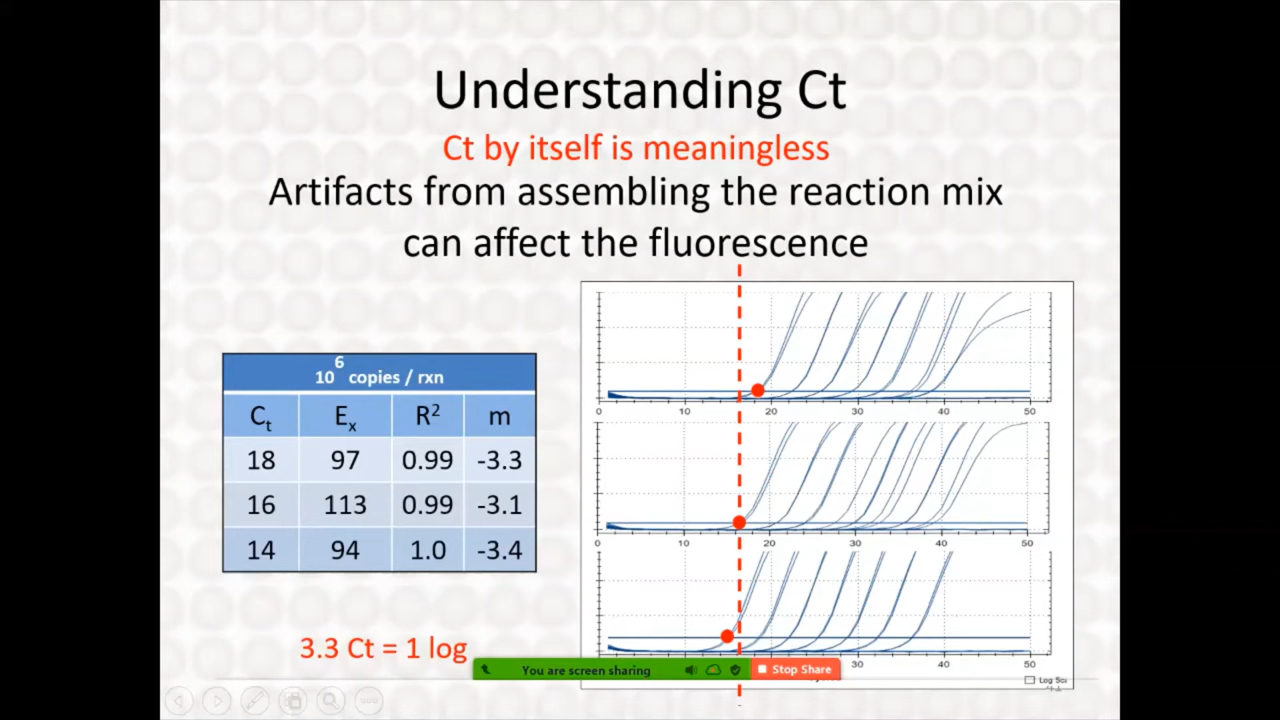 Understanding Ct
Ct by itself is meaningless
Artifacts from assembling the reaction mix
can affect the fluorescence
10⁶ copies / rxn
Cₜ Eₓ R² m
18 97 0.99 -3.3
16 113 0.99 -3.1
14 94 1.0 -3.4
3.3 Ct = 1 log
0 10 20 30 40 50
0 10 20 30 40 50
0 10 30 40 50
You are screen sharing Stop Share
Log